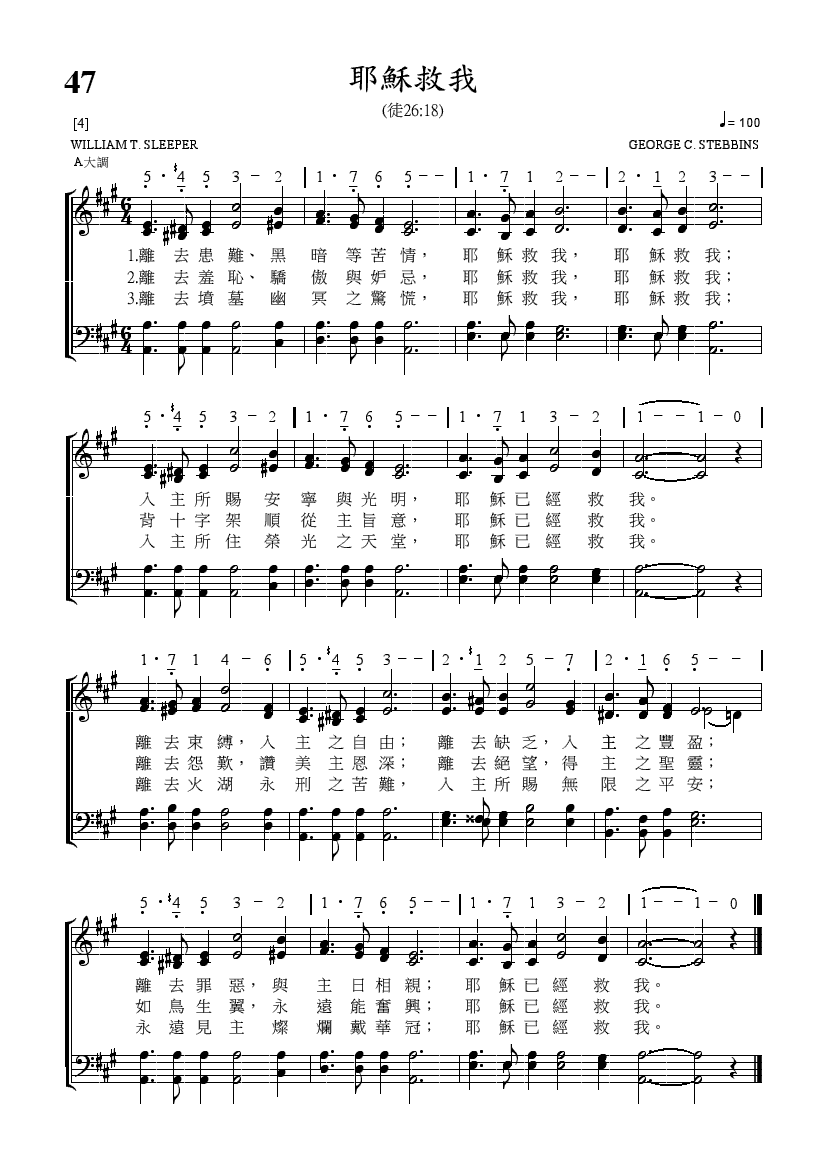 47
耶穌救我
(徒26:18)
[4]
♩= 100
WILLIAM T. SLEEPER
GEORGE C. STEBBINS
A大調
5 · ♯4 5 3 – 2 | 1 · 7 6 5 – – | 1 · 7 1 2 – – | 2 · 1 2 3 – – |
1.離去患難、黑暗等苦情，耶穌救我，耶穌救我；
2.離去羞恥、驕傲與妒忌，耶穌救我，耶穌救我；
3.離去墳墓幽冥之驚慌，耶穌救我，耶穌救我；
5 · ♯4 5 3 – 2 | 1 · 7 6 5 – – | 1 · 7 1 3 – 2 | 1 – – 1 – 0 |
入主所賜安寧與光明，耶穌已經救我。
背十字架順從主旨意，耶穌已經救我。
入主所住榮光之天堂，耶穌已經救我。
1 · 7 1 4 – 6 | 5 · ♯4 5 3 – – | 2 · ♯1 2 5 – 7 | 2 · 1 6 5 – – |
離去束縛，入主之自由；離去缺乏，入主之豐盈；
離去怨歎，讚美主恩深；離去絕望，得主之聖靈；
離去火湖永刑之苦難，入主所賜無限之平安；
5 · ♯4 5 3 – 2 | 1 · 7 6 5 – – | 1 · 7 1 3 – 2 | 1 – – 1 – 0
離去罪惡，與主日相親；耶穌已經救我。
如鳥生翼，永遠能奮興；耶穌已經救我。
永遠見主燦爛戴華冠；耶穌已經救我。